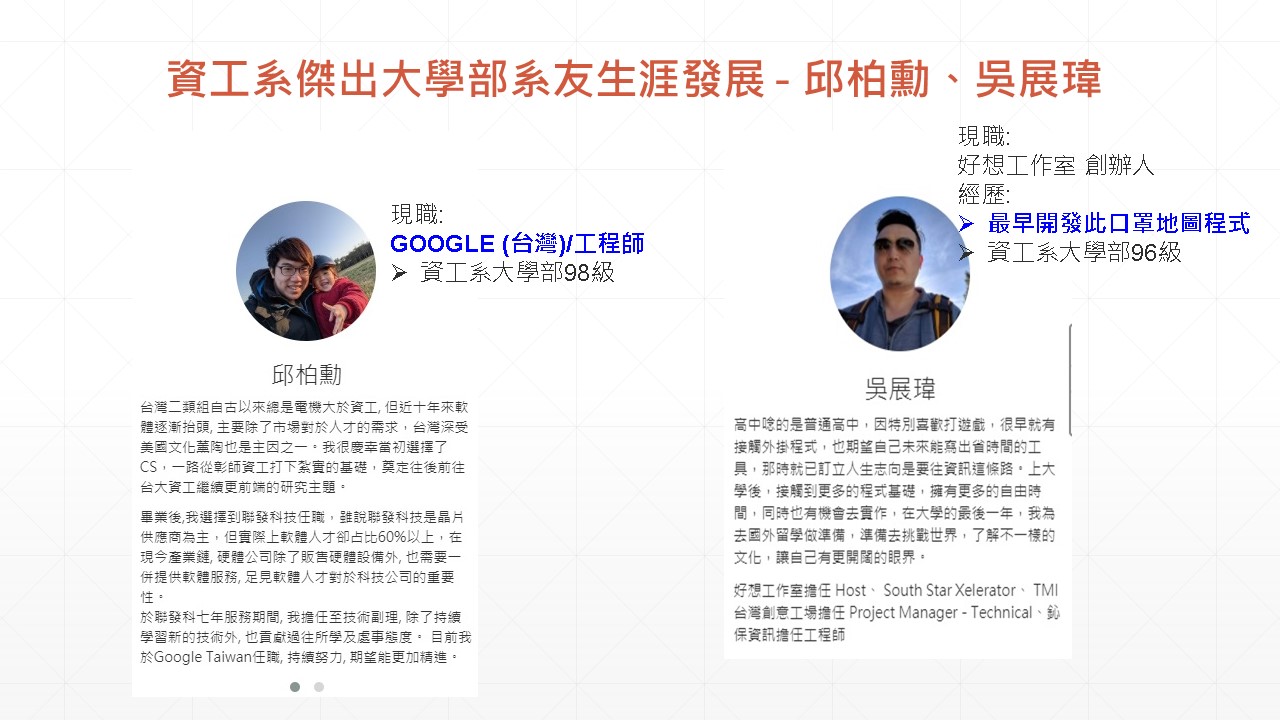 資工系傑出大學部系友生涯發展 - 邱柏勳、吳展瑋
現職:
GOOGLE (台灣)/工程師
➢ 資工系大學部98級
邱柏勳
台灣二類組自古以來總是電機大於資工, 但近十年來軟
體逐漸抬頭, 主要除了市場對於人才的需求，台灣深受
美國文化薰陶也是主因之一。我很慶幸當初選擇了
CS，一路從彰師資工打下紮實的基礎，奠定往後前往
台大資工繼續更前端的研究主題。
畢業後,我選擇到聯發科技任職，雖說聯發科技是晶片
供應商為主，但實際上軟體人才卻占比60%以上，在
現今產業鏈, 硬體公司除了販售硬體設備外, 也需要一
併提供軟體服務, 足見軟體人才對於科技公司的重要
性。
於聯發科七年服務期間, 我擔任至技術副理, 除了持續
學習新的技術外, 也貢獻過往所學及處事態度。 目前我
於Google Taiwan任職, 持續努力, 期望能更加精進。
現職:
好想工作室 創辦人
經歷:
➢ 最早開發此口罩地圖程式
➢ 資工系大學部96級
吳展瑋
高中唸的是普通高中，因特別喜歡打遊戲，很早就有
接觸外掛程式，也期望自己未來能寫出省時間的工
具，那時就已訂立人生志向是要往資訊這條路。上大
學後，接觸到更多的程式基礎，擁有更多的自由時
間，同時也有機會去實作，在大學的最後一年，我為
去國外留學做準備，準備去挑戰世界，了解不一樣的
文化，讓自己有更開闊的眼界。
好想工作室擔任 Host、 South Star Xelerator、 TMI
台灣創意工場擔任 Project Manager - Technical、鈊
保資訊擔任工程師